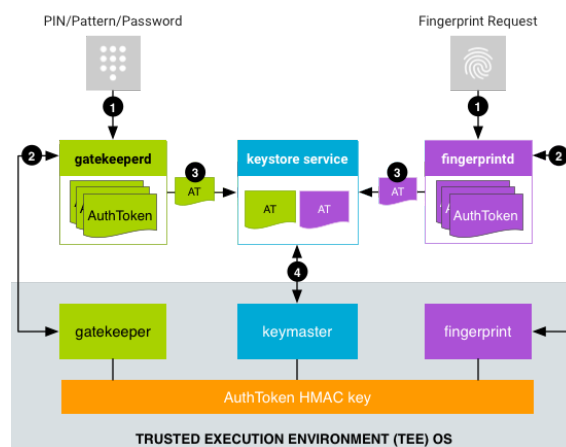 PIN/Pattern/Password
Fingerprint Request
1
1
2
gatekeeperd
3
keystore service
3
fingerprintd
2
AT
AT
AT
AT
AuthToken
AuthToken
4
gatekeeper
keymaster
fingerprint
AuthToken HMAC key
TRUSTED EXECUTION ENVIRONMENT (TEE) OS